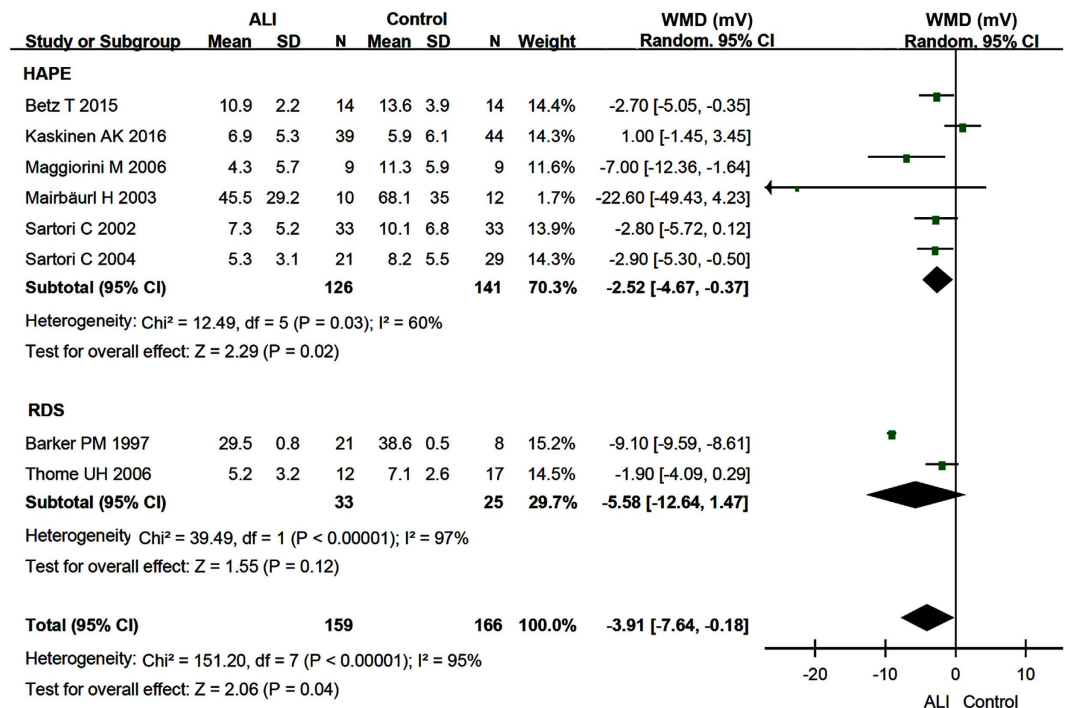 ALI Control WMD (mV) WMD (mV)
Study or Subgroup Mean SD N Mean SD N Weight Random. 95% CI Random, 95% CI
HAPE
Betz T 2015 10.9 2.2 14 13.6 3.9 14 14.4% -2.70 [-5.05, -0.35]
Kaskinen AK 2016 6.9 5.3 39 5.9 6.1 44 14.3% 1.00 [-1.45, 3.45]
Maggiorini M 2006 4.3 5.7 9 11.3 5.9 9 11.6% -7.00 [-12.36, -1.64]
Mairbäurl H 2003 45.5 29.2 10 68.1 35 12 1.7% -22.60 [-49.43, 4.23]
Sartori C 2002 7.3 5.2 33 10.1 6.8 33 13.9% -2.80 [-5.72, 0.12]
Sartori C 2004 5.3 3.1 21 8.2 5.5 29 14.3% -2.90 [-5.30, -0.50]
Subtotal (95% CI) 126 141 70.3% -2.52 [-4.67, -0.37]
Heterogeneity: Chi² = 12.49, df = 5 (P = 0.03); I² = 60%
Test for overall effect: Z = 2.29 (P = 0.02)
RDS
Barker PM 1997 29.5 0.8 21 38.6 0.5 8 15.2% -9.10 [-9.59, -8.61]
Thome UH 2006 5.2 3.2 12 7.1 2.6 17 14.5% -1.90 [-4.09, 0.29]
Subtotal (95% CI) 33 25 29.7% -5.58 [-12.64, 1.47]
Heterogeneity Chi² = 39.49, df = 1 (P < 0.00001); I² = 97%
Test for overall effect: Z = 1.55 (P = 0.12)
Total (95% CI) 159 166 100.0% -3.91 [-7.64, -0.18]
Heterogeneity: Chi² = 151.20, df = 7 (P < 0.00001); I² = 95%
Test for overall effect: Z = 2.06 (P = 0.04)
-20 -10 0 10
ALI Control